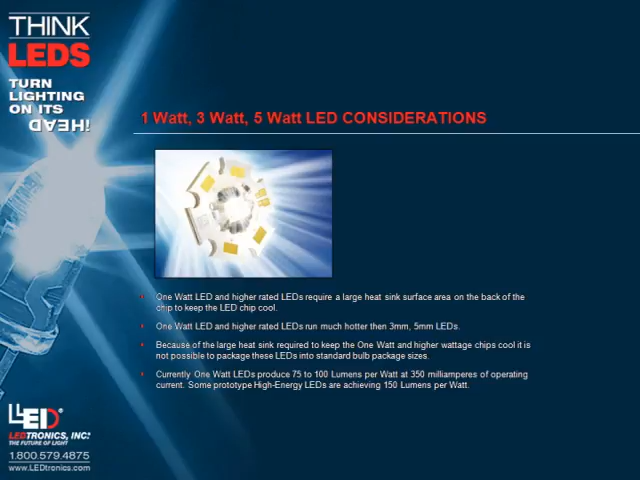 THINK
LEDS
TURN
LIGHTING
ON ITS
HEAD!
1 Watt, 3 Watt, 5 Watt LED CONSIDERATIONS
One Watt LED and higher rated LEDs require a large heat sink surface area on the back of the
chip to keep the LED chip cool.
One Watt LED and higher rated LEDs run much hotter then 3mm, 5mm LEDs.
Because of the large heat sink required to keep the One Watt and higher wattage chips cool it is
not possible to package these LEDs into standard bulb package sizes.
Currently One Watt LEDs produce 75 to 100 Lumens per Watt at 350 milliamperes of operating
current. Some prototype High-Energy LEDs are achieving 150 Lumens per Watt.
LED®
LEDTRONICS, INC.®
THE FUTURE OF LIGHT
1.800.579.4875
www.LEDtronics.com